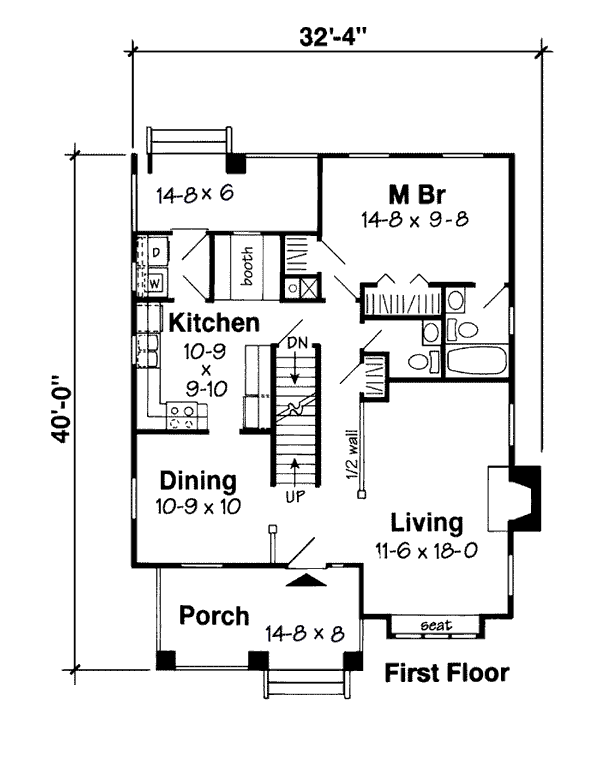 32'-4"
40'-0"
14-8 x 6
M Br
14-8 x 9-8
D
W
booth
Kitchen
10-9
x
9-10
DN
UP
1/2 wall
Dining
10-9 x 10
Living
11-6 x 18-0
Porch
14-8 x 8
seat
First Floor